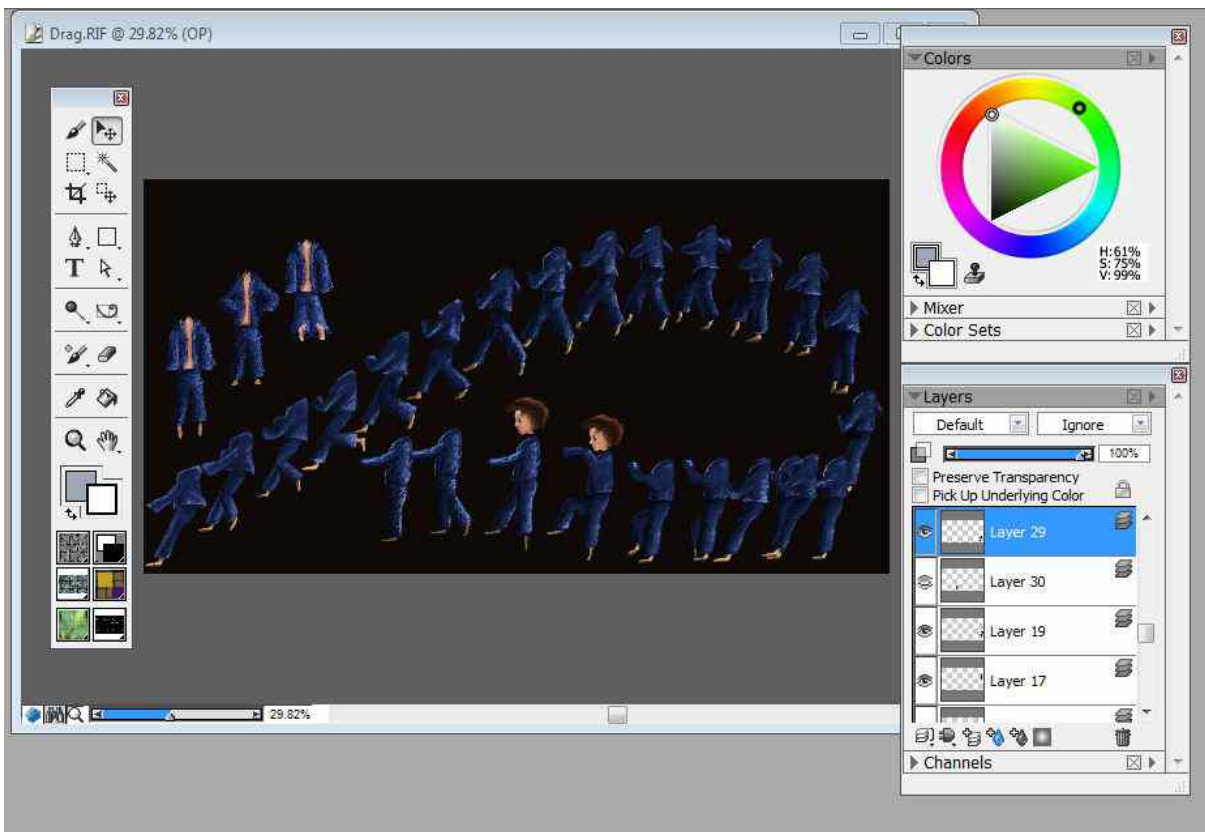 Drag.RIF @ 29.82% (OP)
Colors
H:61%
S: 75%
V: 99%
T
Mixer
Color Sets
Layers
Default
Ignore
100%
Preserve Transparency
Pick Up Underlying Color
Layer 29
Layer 30
Layer 19
Layer 17
29.82%
Channels